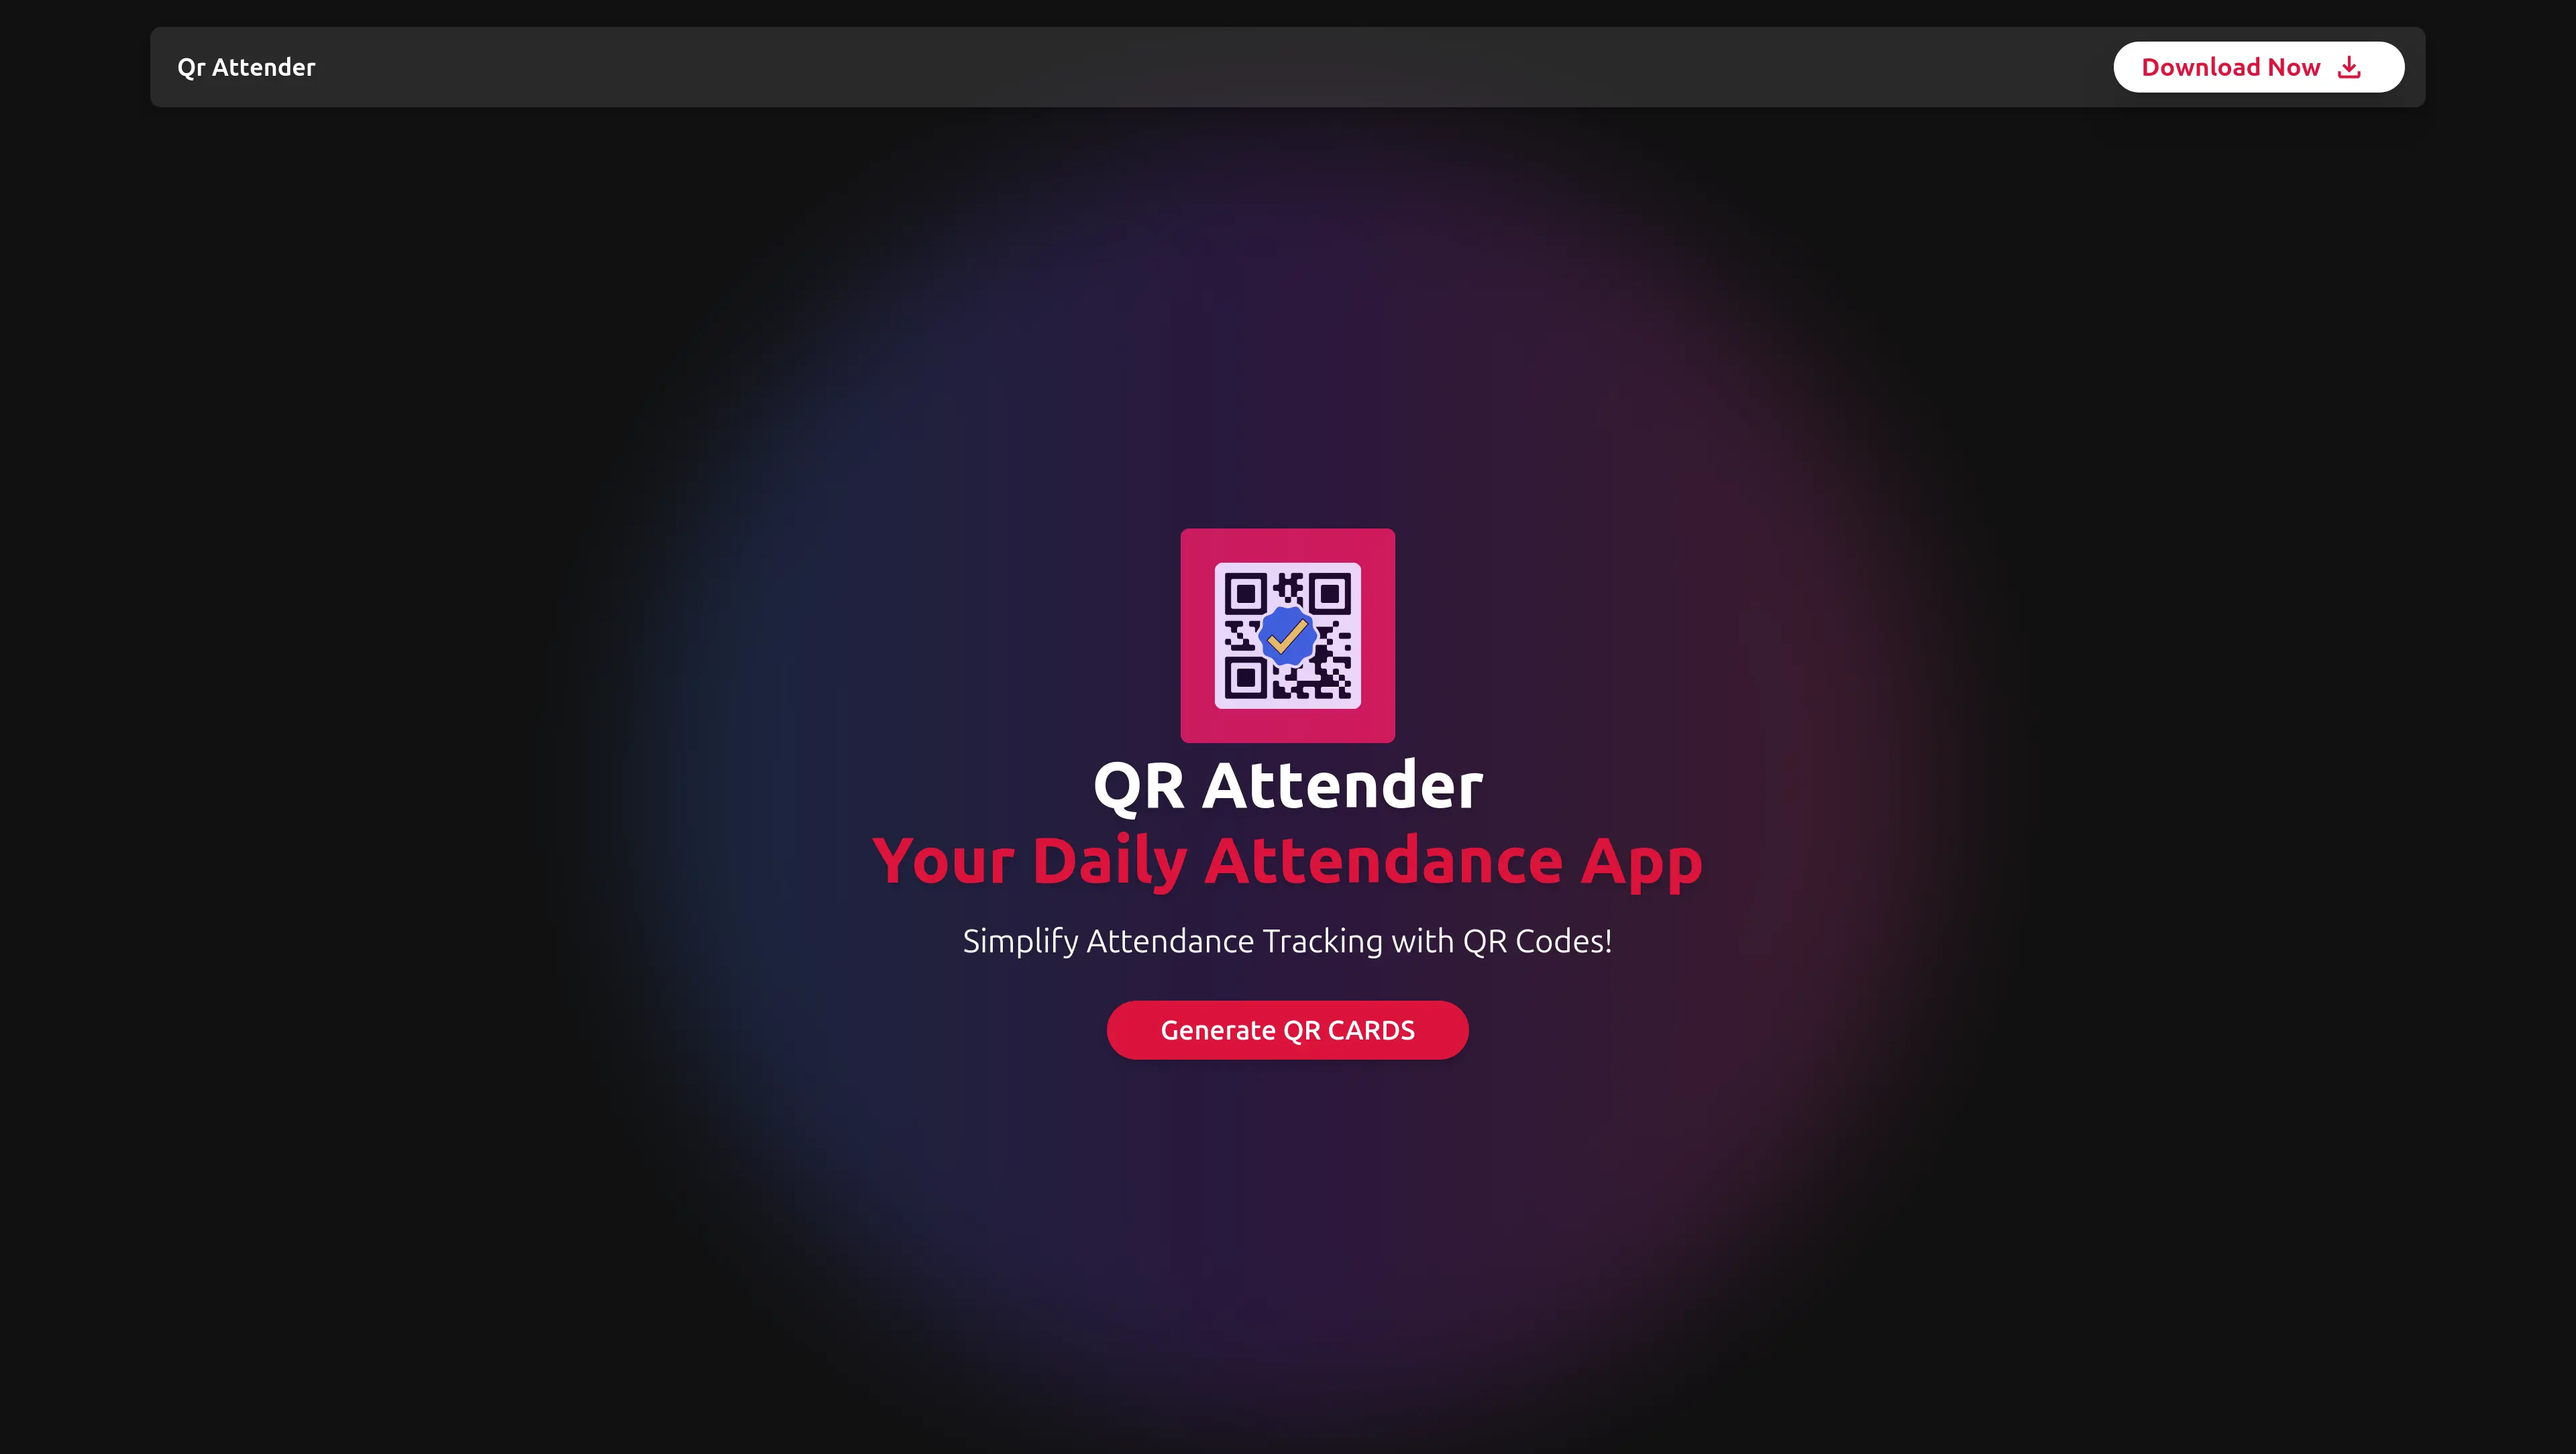 Qr Attender
Download Now
QR Attender
Your Daily Attendance App
Simplify Attendance Tracking with QR Codes!
Generate QR CARDS